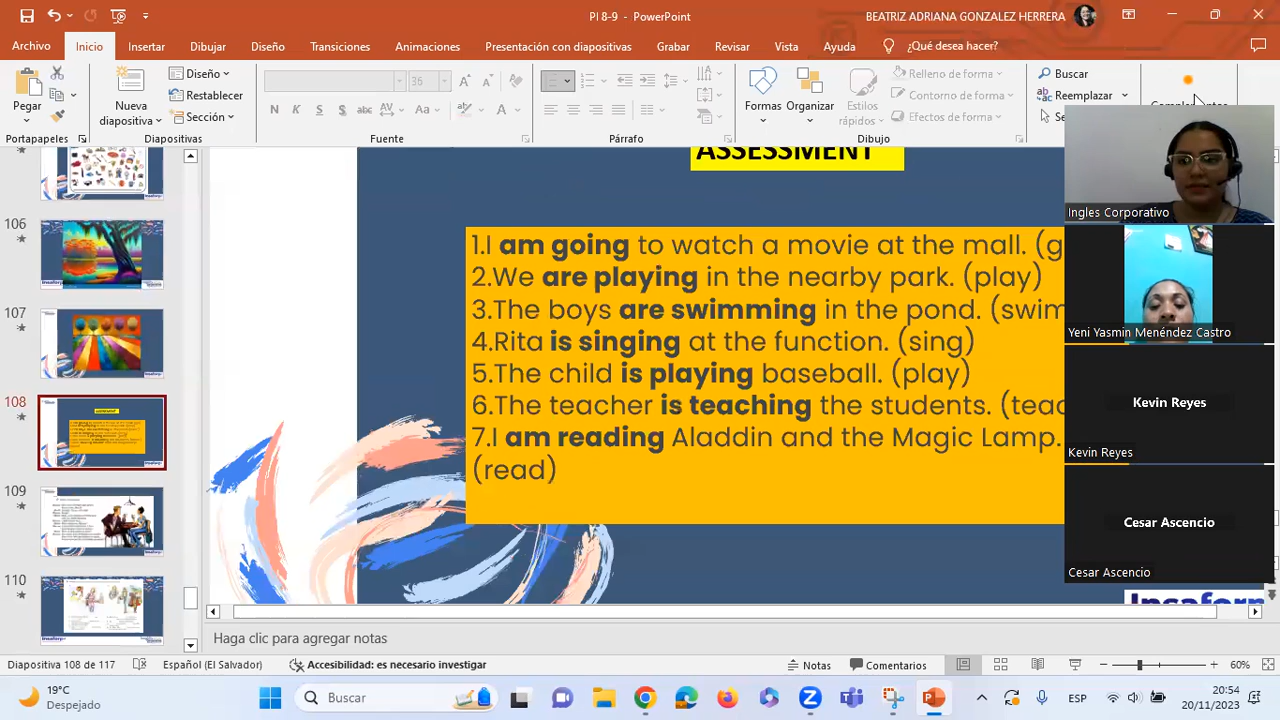 PI 8-9 - PowerPoint
BEATRIZ ADRIANA GONZALEZ HERRERA
Archivo Inicio Insertar Dibujar Diseño Transiciones Animaciones Presentación con diapositivas Grabar Revisar Vista Ayuda ¿Qué desea hacer?
Pegar
Nueva diapositiva
Diseño
Restablecer
Sección
36
Formas
Organizar
Estilos rápidos
Relleno de forma
Contorno de forma
Efectos de forma
Buscar
Reemplazar
Portapapeles Diapositivas Fuente Párrafo Dibujo
ASSESSMENT
1.I am going to watch a movie at the mall. (g
2.We are playing in the nearby park. (play)
3.The boys are swimming in the pond. (swim
4.Rita is singing at the function. (sing)
5.The child is playing baseball. (play)
6.The teacher is teaching the students. (teac
7.I am reading Aladdin and the Magic Lamp.
(read)
Ingles Corporativo
Yeni Yasmin Menéndez Castro
Kevin Reyes
Kevin Reyes
Cesar Ascencio
Cesar Ascencio
106
107
108
109
110
Haga clic para agregar notas
Diapositiva 108 de 117 Español (El Salvador) Accesibilidad: es necesario investigar Notas Comentarios 60%
19°C
Despejado
Buscar
ESP
20:54
20/11/2023